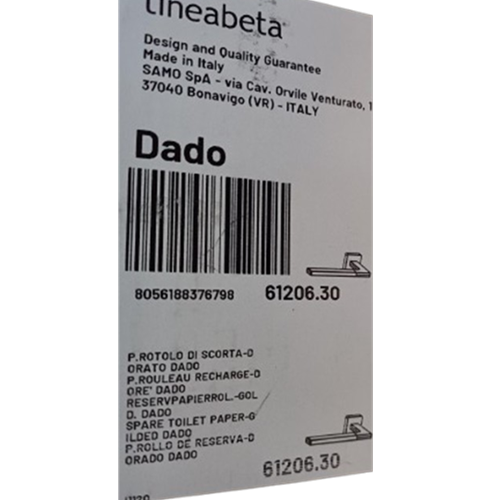 lineabeta
Design and Quality Guarantee
Made in Italy
SAMO SpA - via Cav. Orvile Venturato, 1
37040 Bonavigo (VR) - ITALY
Dado
8056188376798
61206.30
P.ROTOLO DI SCORTA-D
ORATO DADO
P.ROULEAU RECHARGE-D
ORE' DADO
RESERVPAPIERROL.-GOL
D. DADO
SPARE TOILET PAPER-G
ILDED DADO
P.ROLLO DE RESERVA-D
ORADO DADO
61206.30